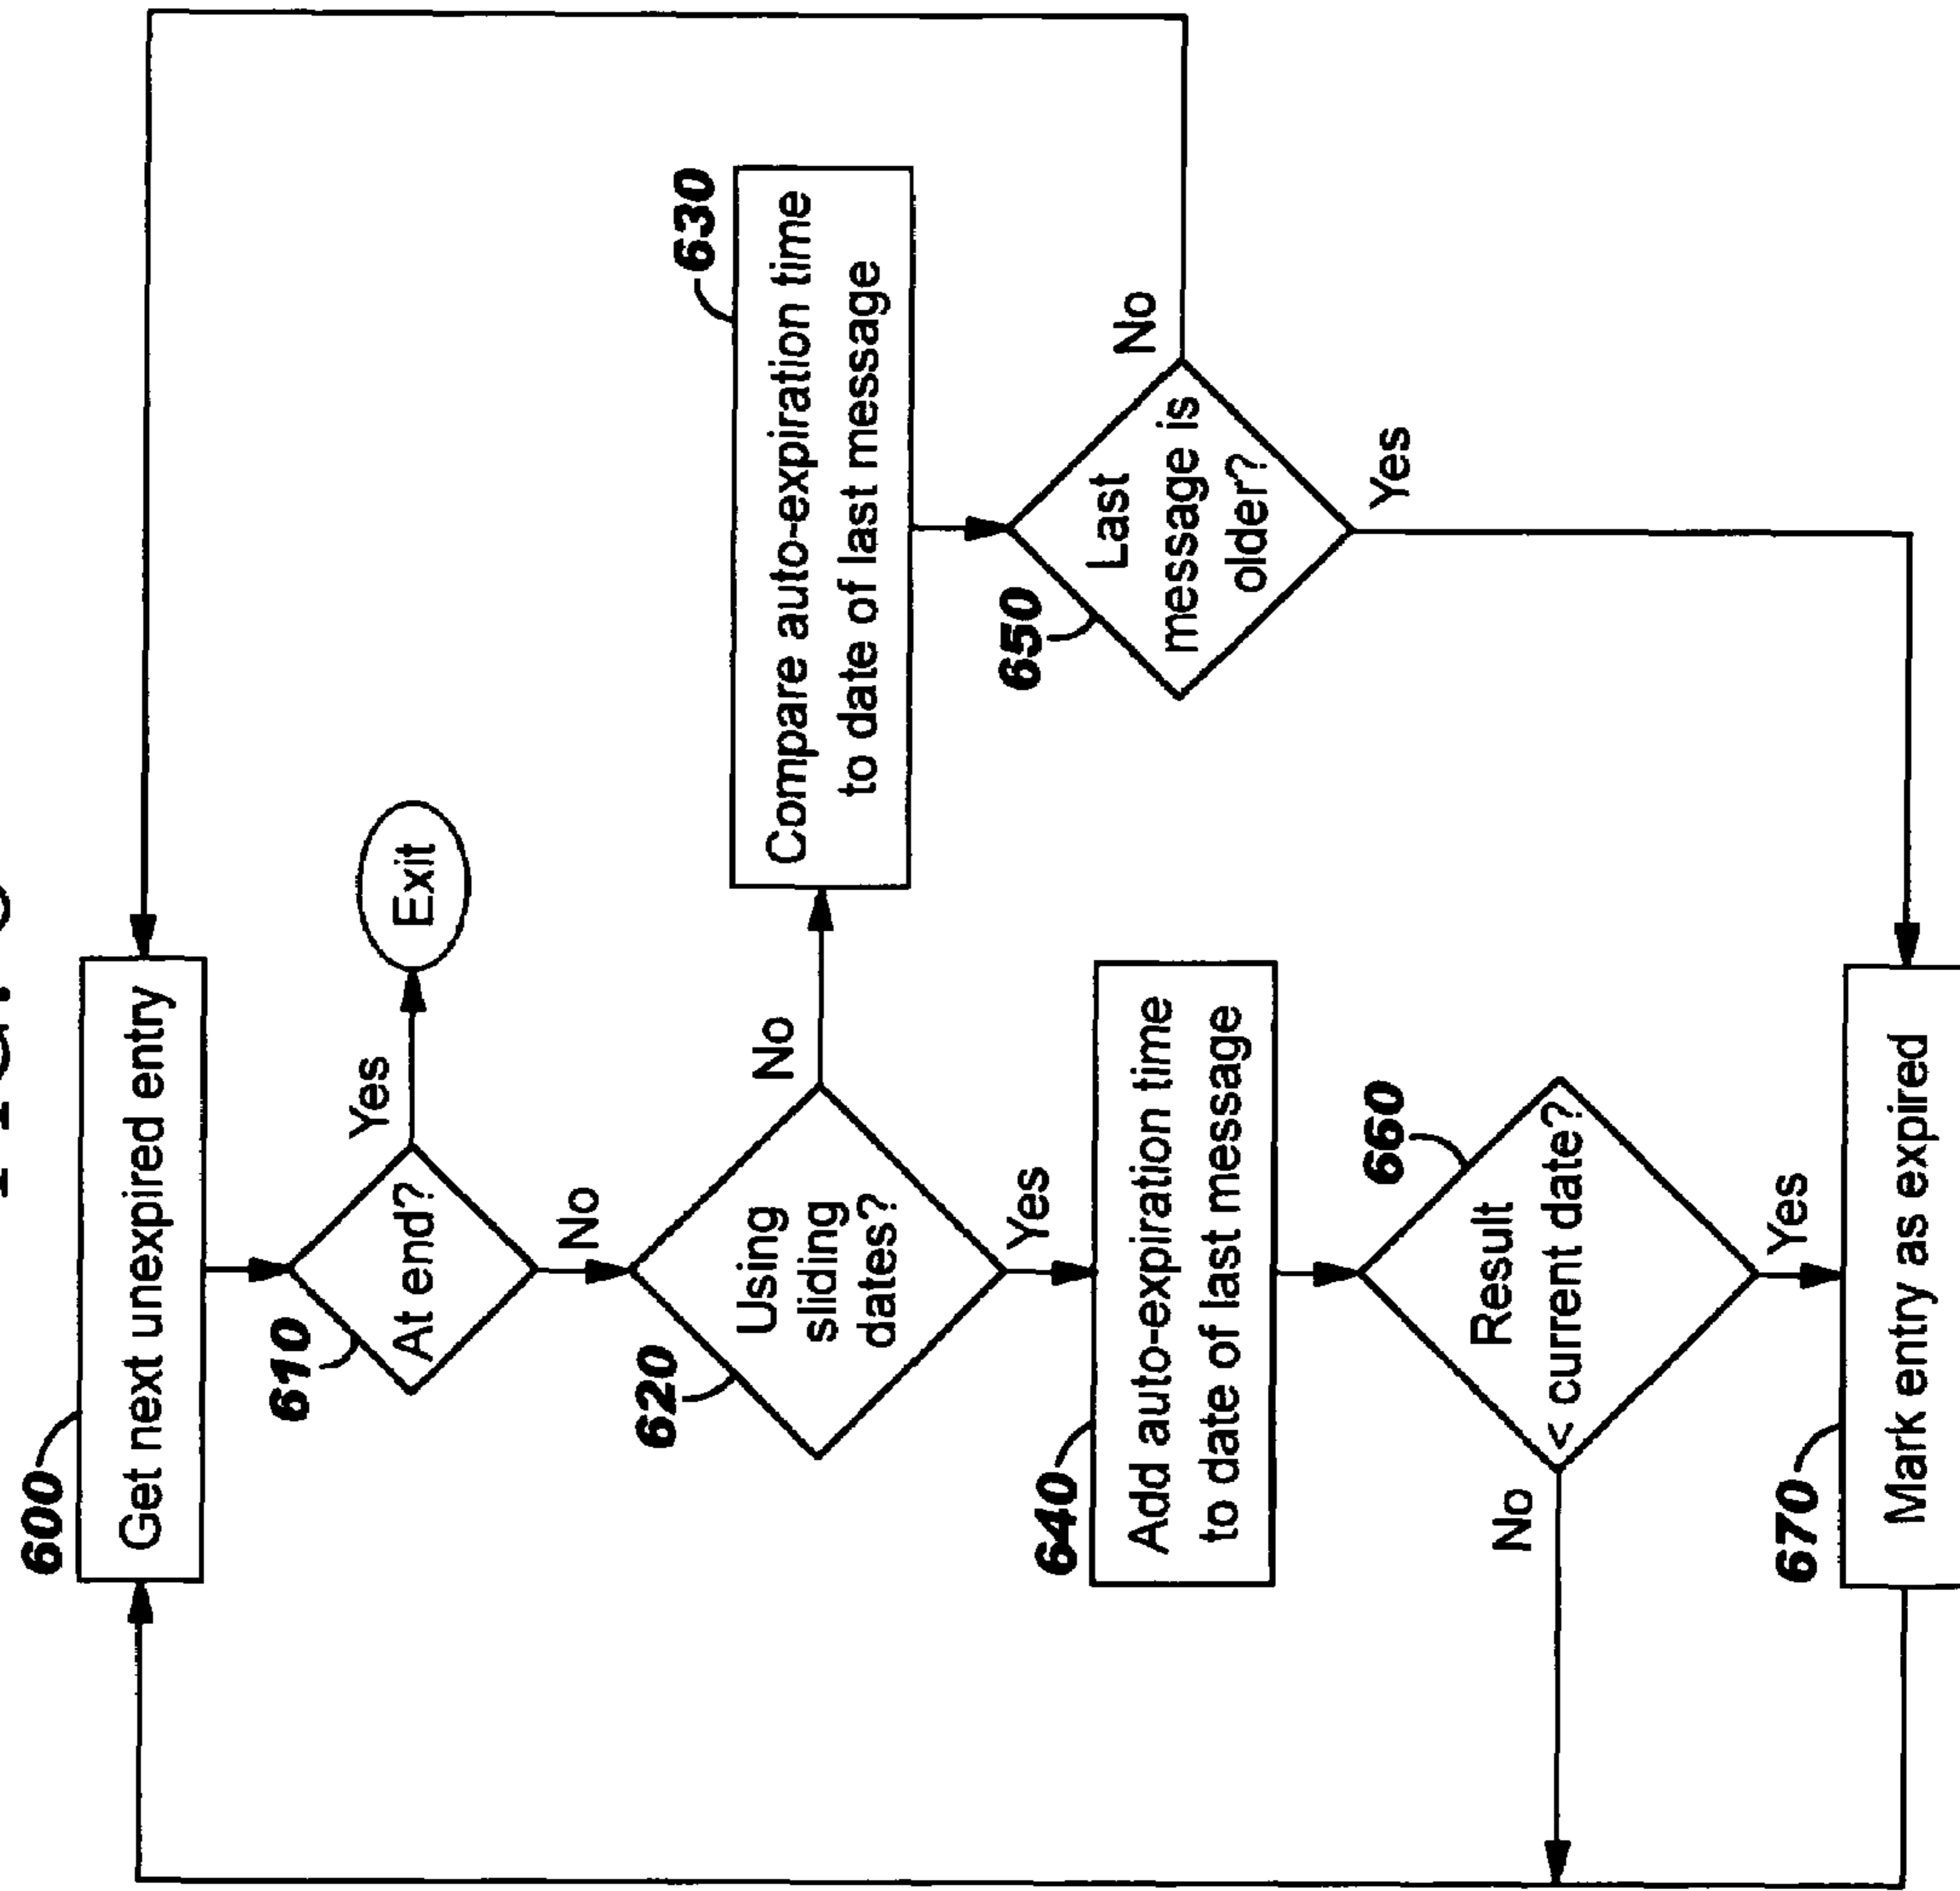 600
Get next unexpired entry
610
At end?
Yes
Exit
No
620
Using
sliding
dates?
No
630
Compare auto-expiration time
to date of last message
Yes
640
Add auto-expiration time
to date of last message
650
Last
message is
older?
No
Yes
660
Result
< current date?
No
Yes
670
Mark entry as expired